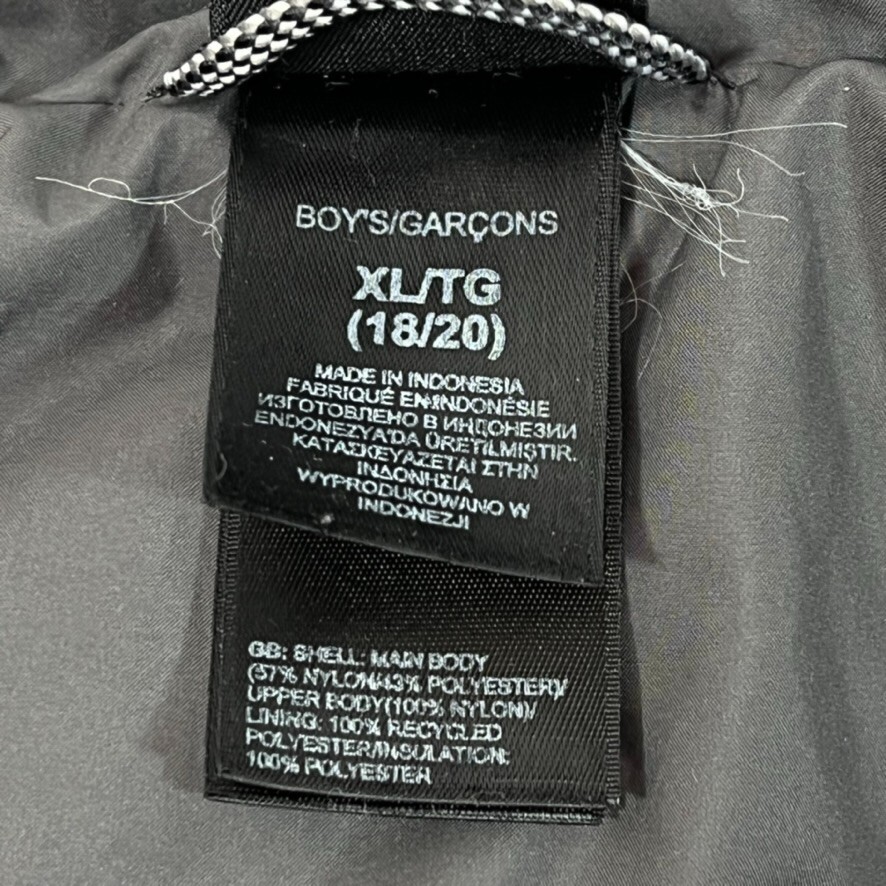 BOY'S/GARÇONS
XL/TG
(18/20)
MADE IN INDONESIA
FABRIQUÉ EN INDONÉSIE
ИЗГОТОВЛЕНО В ИНДОНЕЗИИ
ENDONEZYA'DA ÜRETILMIŞTIR.
ΚΑΤΑΣΚΕΥΑΖΕΤΑΙ ΣΤΗΝ
ΙΝΔΟΝΗΣΙΑ
WYPRODUKOWANO W
INDONEZJI
GB: SHELL: MAIN BODY
(57% NYLON/43% POLYESTER)/
UPPER BODY(100% NYLON)/
LINING: 100% RECYCLED
POLYESTER/INSULATION:
100% POLYESTER